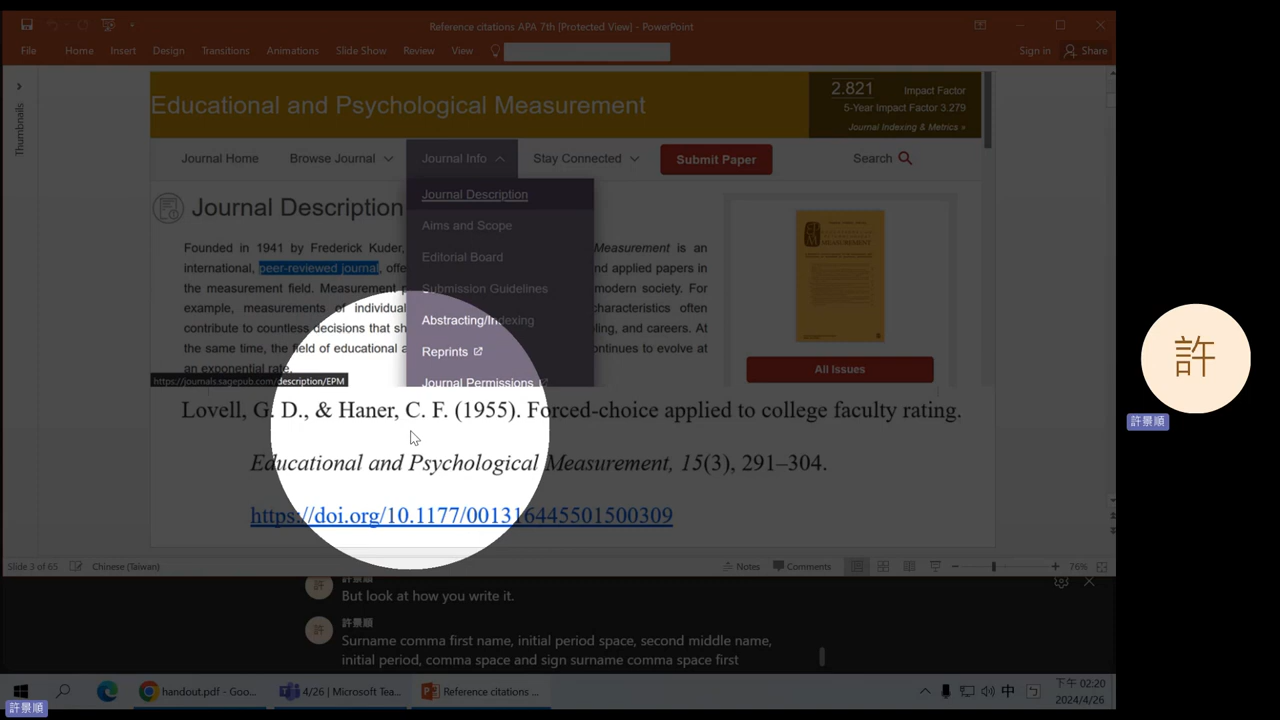 Reference citations APA 7th [Protected View] - PowerPoint
File Home Insert Design Transitions Animations Slide Show Review View Sign in Share
Thumbnails
Educational and Psychological Measurement
2.821 Impact Factor
5-Year Impact Factor 3.279
Journal Indexing & Metrics »
Journal Home Browse Journal Journal Info Stay Connected Submit Paper Search
Journal Description
Aims and Scope
Editorial Board
Submission Guidelines
Abstracting/Indexing
Reprints
Journal Permissions
Journal Description
Founded in 1941 by Frederick Kuder, Measurement is an
international, peer-reviewed journal, offe nd applied papers in
the measurement field. Measurement p modern society. For
example, measurements of individual characteristics often
contribute to countless decisions that sh ling, and careers. At
the same time, the field of educational a ontinues to evolve at
an exponential rate.
MEASUREMENT
All Issues
https://journals.sagepub.com/description/EPM
Lovell, G. D., & Haner, C. F. (1955). Forced-choice applied to college faculty rating.
Educational and Psychological Measurement, 15(3), 291–304.
https://doi.org/10.1177/001316445501500309
許
許景順
Slide 3 of 65 Chinese (Taiwan) Notes Comments 76%
許
許景順
But look at how you write it.
許
許景順
Surname comma first name, initial period space, second middle name,
initial period, comma space and sign surname comma space first
handout.pdf - Goo...
4/26 | Microsoft Tea...
Reference citations ...
中
下午 02:20
2024/4/26
許景順